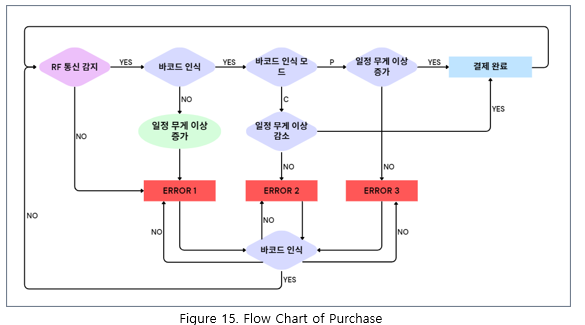 RF 통신 감지
YES
바코드 인식
YES
바코드 인식 모
드
P
일정 무게 이상
증가
YES
결제 완료
NO
C
YES
일정 무게 이상
증가
일정 무게 이상
감소
NO
NO
NO
ERROR 1
ERROR 2
ERROR 3
NO
NO
NO
NO
바코드 인식
YES
Figure 15. Flow Chart of Purchase